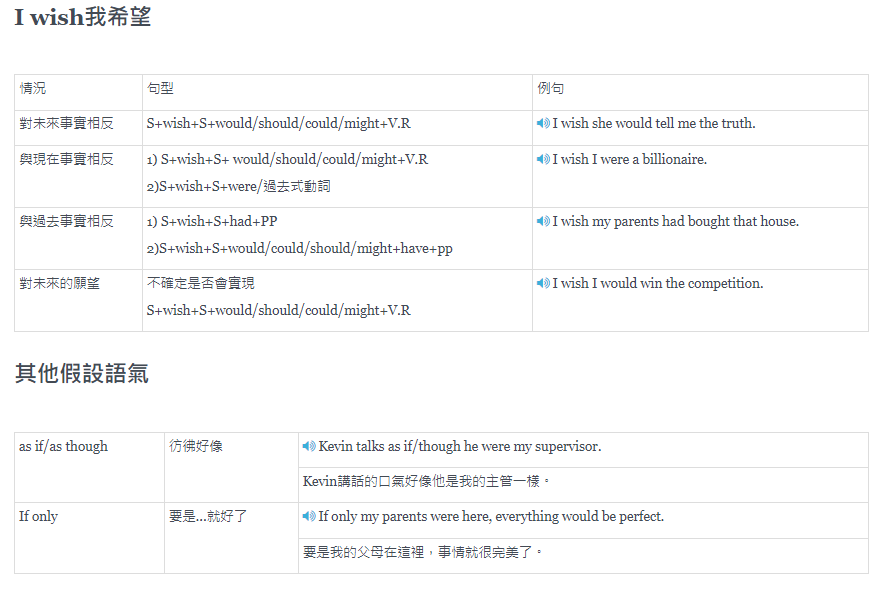 I wish我希望
情況
句型
例句
對未來事實相反
S+wish+S+would/should/could/might+V.R
I wish she would tell me the truth.
與現在事實相反
1) S+wish+S+ would/should/could/might+V.R
2)S+wish+S+were/過去式動詞
I wish I were a billionaire.
與過去事實相反
1) S+wish+S+had+PP
2)S+wish+S+would/could/should/might+have+pp
I wish my parents had bought that house.
對未來的願望
不確定是否會實現
S+wish+S+would/should/could/might+V.R
I wish I would win the competition.
其他假設語氣
as if/as though
彷彿好像
Kevin talks as if/though he were my supervisor.
Kevin講話的口氣好像他是我的主管一樣。
If only
要是...就好了
If only my parents were here, everything would be perfect.
要是我的父母在這裡，事情就很完美了。